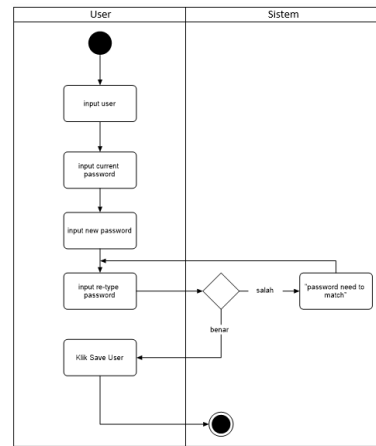 User
Sistem
input user
input current
password
input new password
input re-type
password
salah
"password need to
match"
benar
Klik Save User